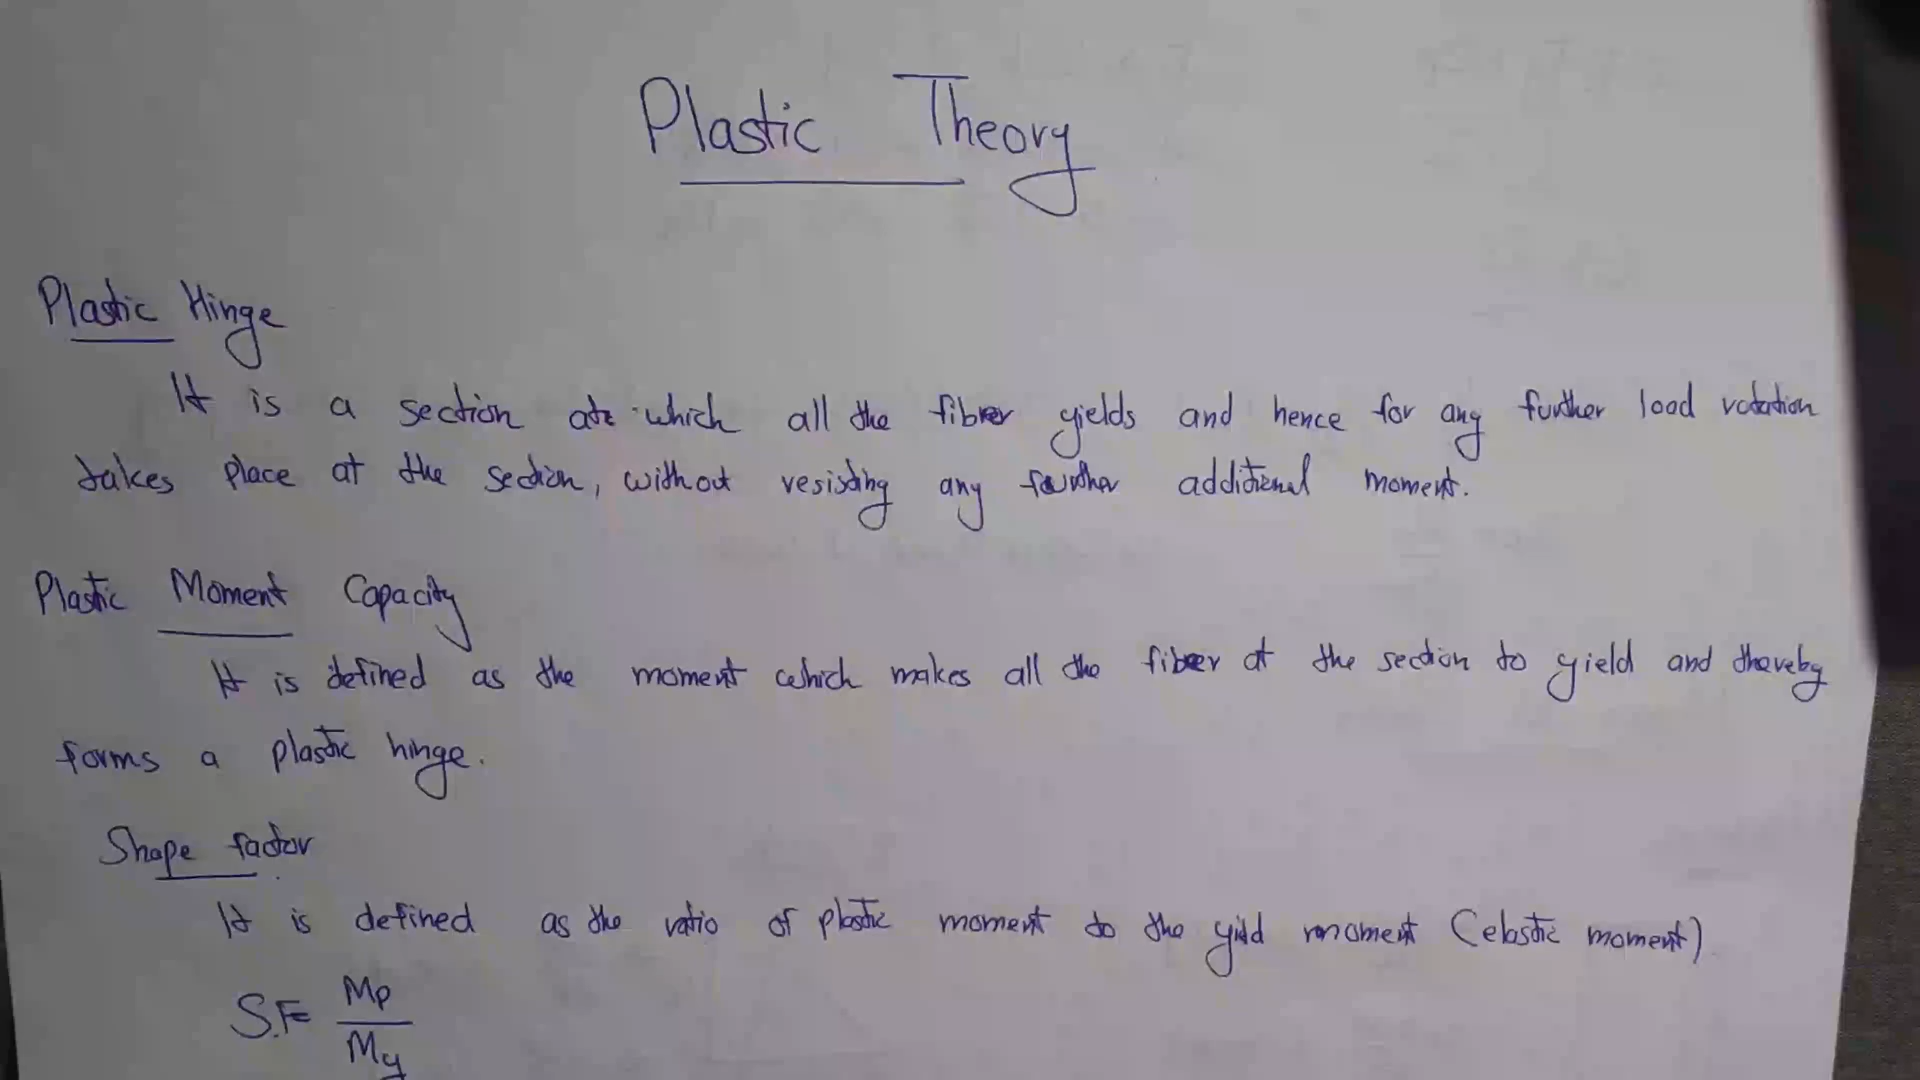 Plastic Theory
Plastic Hinge
It is a section at which all the fiber yields and hence for any further load rotation
takes place at the section, without resisting any further additional moment.
Plastic Moment Capacity
It is defined as the moment which makes all the fiber at the section to yield and thereby
forms a plastic hinge.
Shape factor
It is defined as the ratio of plastic moment to the yield moment (elastic moment)
S.F = Mp
My